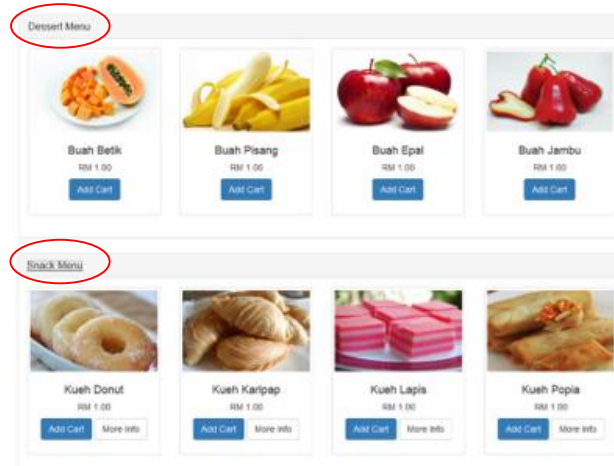 Dessert Menu
Buah Betik
Buah Pisang
Buah Epal
Buah Jambu
RM 1.00
RM 1.00
RM 1.00
RM 1.00
Add Cart
Add Cart
Add Cart
Add Cart
Snack Menu
Kueh Donut
Kueh Karipap
Kueh Lapis
Kueh Popia
RM 1.00
RM 1.00
RM 1.00
RM 1.00
Add Cart More Info
Add Cart More Info
Add Cart More Info
Add Cart More Info